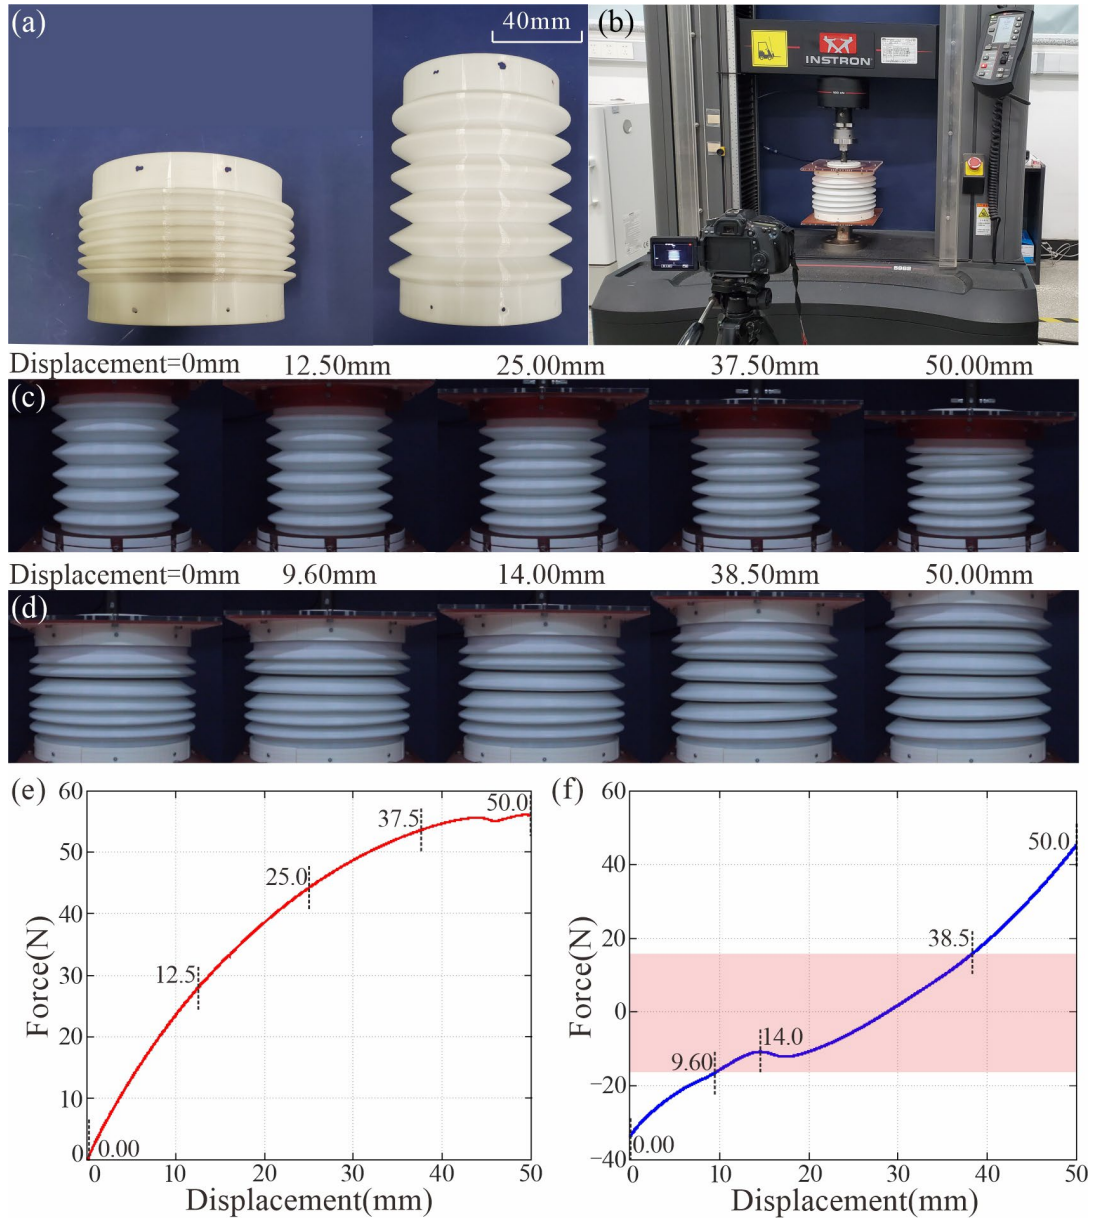 (a)
40mm
(b)
INSTRON
Displacement=0mm 12.50mm 25.00mm 37.50mm 50.00mm
(c)
Displacement=0mm 9.60mm 14.00mm 38.50mm 50.00mm
(d)
(e)
Force(N)
60
50
40
30
20
10
0
0.00
12.5
25.0
37.5
50.0
0 10 20 30 40 50
Displacement(mm)
(f)
Force(N)
60
40
20
0
−20
−40
0.00
9.60
14.0
38.5
50.0
0 10 20 30 40 50
Displacement(mm)